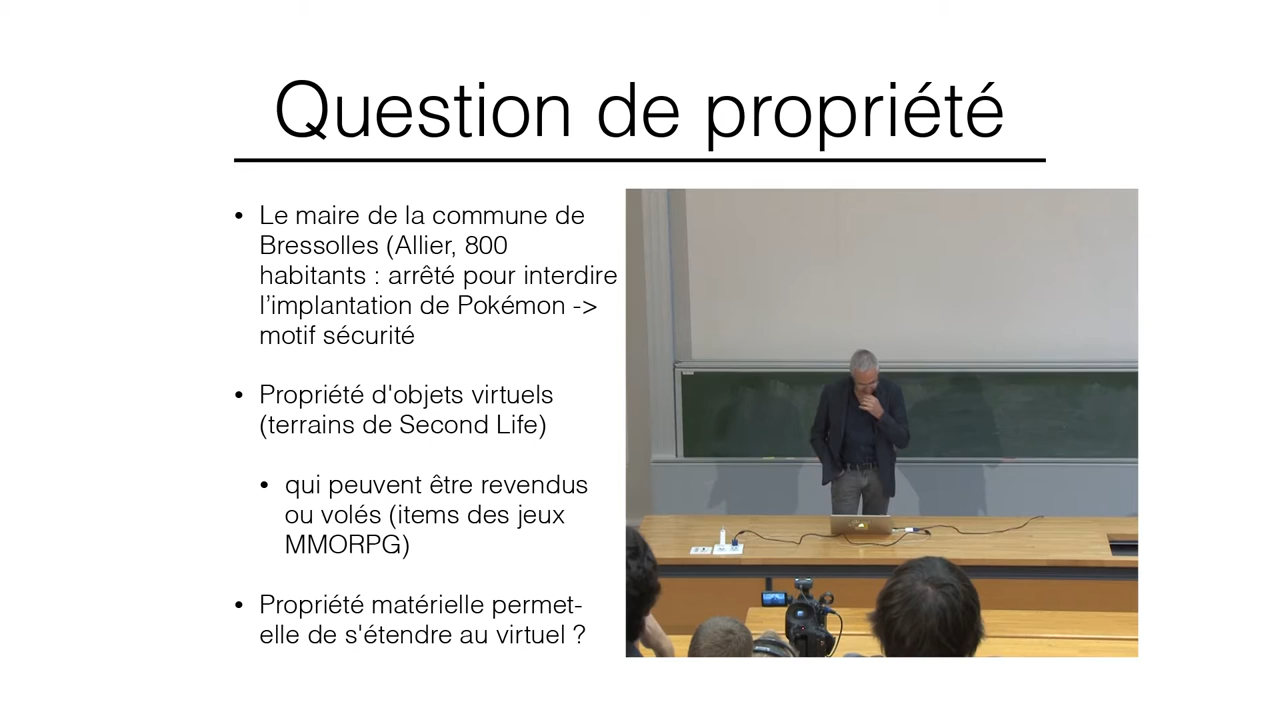 Question de propriété
• Le maire de la commune de
Bressolles (Allier, 800
habitants : arrêté pour interdire
l’implantation de Pokémon ->
motif sécurité
• Propriété d'objets virtuels
(terrains de Second Life)
• qui peuvent être revendus
ou volés (items des jeux
MMORPG)
• Propriété matérielle permet-
elle de s'étendre au virtuel ?